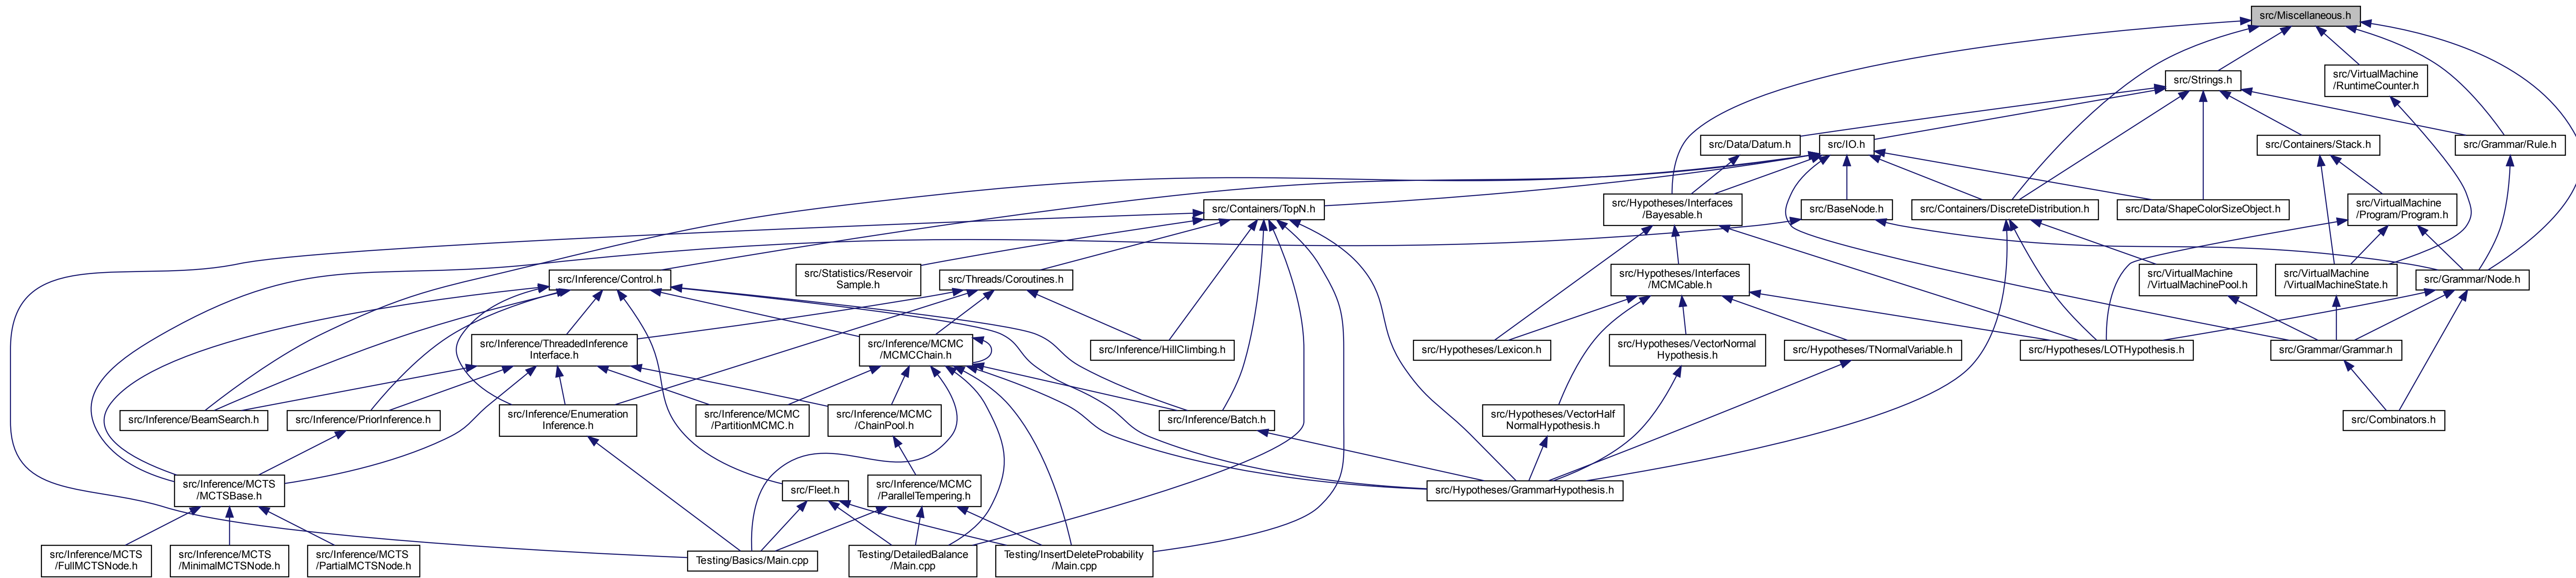 src/Miscellaneous.h
src/Strings.h
src/VirtualMachine
/RuntimeCounter.h
src/Data/Datum.h
src/IO.h
src/Containers/Stack.h
src/Grammar/Rule.h
src/Containers/TopN.h
src/Hypotheses/Interfaces
/Bayesable.h
src/BaseNode.h
src/Containers/DiscreteDistribution.h
src/Data/ShapeColorSizeObject.h
src/VirtualMachine
/Program/Program.h
src/Inference/Control.h
src/Statistics/Reservoir
Sample.h
src/Threads/Coroutines.h
src/Hypotheses/Interfaces
/MCMCable.h
src/VirtualMachine
/VirtualMachinePool.h
src/VirtualMachine
/VirtualMachineState.h
src/Grammar/Node.h
src/Inference/ThreadedInference
Interface.h
src/Inference/MCMC
/MCMCChain.h
src/Inference/HillClimbing.h
src/Hypotheses/Lexicon.h
src/Hypotheses/VectorNormal
Hypothesis.h
src/Hypotheses/TNormalVariable.h
src/Hypotheses/LOTHypothesis.h
src/Grammar/Grammar.h
src/Inference/BeamSearch.h
src/Inference/PriorInference.h
src/Inference/Enumeration
Inference.h
src/Inference/MCMC
/PartitionMCMC.h
src/Inference/MCMC
/ChainPool.h
src/Inference/Batch.h
src/Hypotheses/VectorHalf
NormalHypothesis.h
src/Combinators.h
src/Inference/MCTS
/MCTSBase.h
src/Fleet.h
src/Inference/MCMC
/ParallelTempering.h
src/Hypotheses/GrammarHypothesis.h
src/Inference/MCTS
/FullMCTSNode.h
src/Inference/MCTS
/MinimalMCTSNode.h
src/Inference/MCTS
/PartialMCTSNode.h
Testing/Basics/Main.cpp
Testing/DetailedBalance
/Main.cpp
Testing/InsertDeleteProbability
/Main.cpp